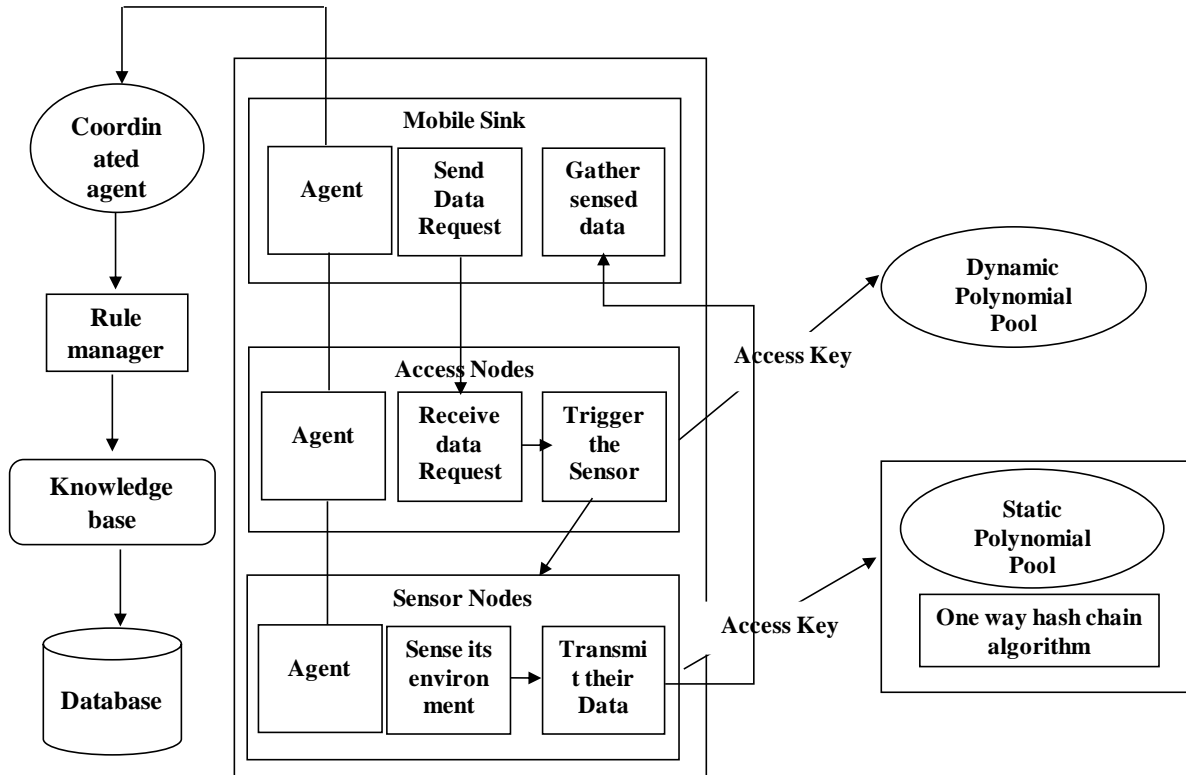 Coordin
ated
agent
Rule
manager
Knowledge
base
Database
Mobile Sink
Agent
Send
Data
Request
Gather
sensed
data
Access Nodes
Agent
Receive
data
Request
Trigger
the
Sensor
Sensor Nodes
Agent
Sense its
environ
ment
Transmi
t their
Data
Access Key
Dynamic
Polynomial
Pool
Access Key
Static
Polynomial
Pool
One way hash chain
algorithm